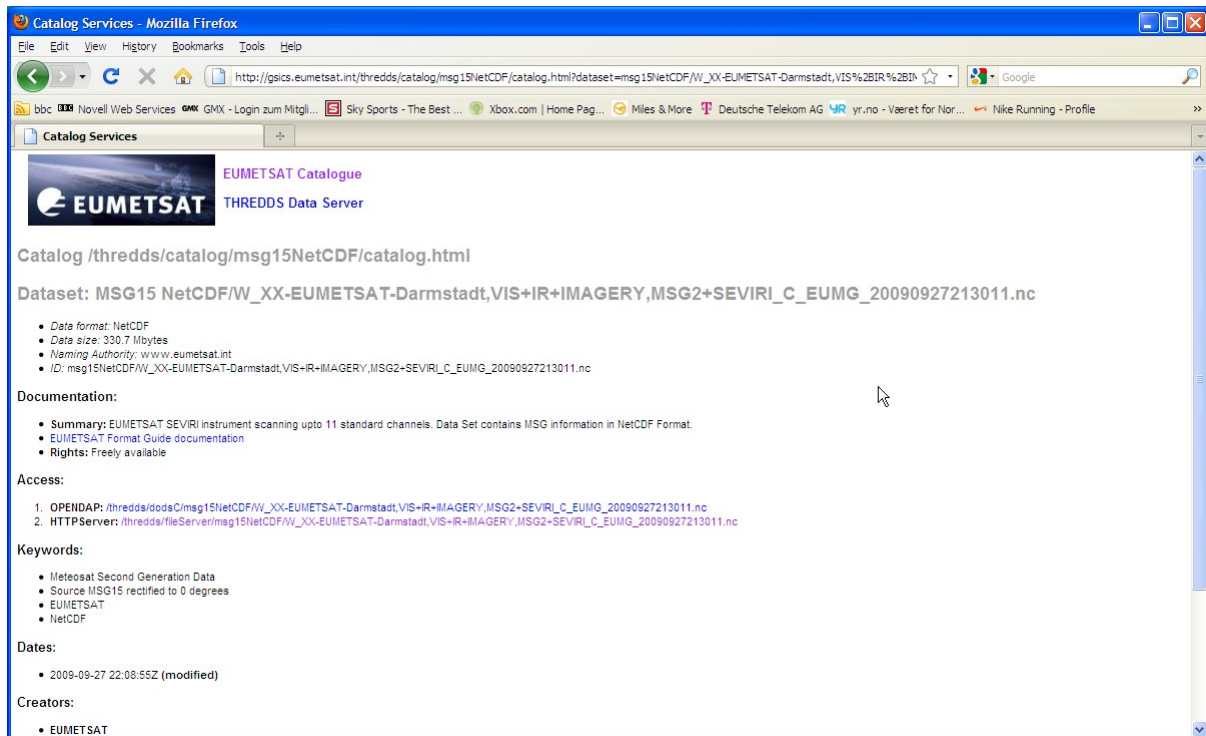 Catalog Services - Mozilla Firefox
File Edit View History Bookmarks Tools Help
http://gsics.eumetsat.int/thredds/catalog/msg15NetCDF/catalog.html?dataset=msg15NetCDF/W_XX-EUMETSAT-Darmstadt,VIS%2BIR%2BIN Google
bbc Novell Web Services GMX GMX - Login zum Mitgli... Sky Sports - The Best ... Xbox.com | Home Pag... Miles & More Deutsche Telekom AG yr.no - Været for Nor... Nike Running - Profile »
Catalog Services
EUMETSAT
EUMETSAT Catalogue
THREDDS Data Server
Catalog /thredds/catalog/msg15NetCDF/catalog.html
Dataset: MSG15 NetCDF/W_XX-EUMETSAT-Darmstadt,VIS+IR+IMAGERY,MSG2+SEVIRI_C_EUMG_20090927213011.nc
• Data format: NetCDF
• Data size: 330.7 Mbytes
• Naming Authority: www.eumetsat.int
• ID: msg15NetCDF/W_XX-EUMETSAT-Darmstadt,VIS+IR+IMAGERY,MSG2+SEVIRI_C_EUMG_20090927213011.nc
Documentation:
• Summary: EUMETSAT SEVIRI instrument scanning upto 11 standard channels. Data Set contains MSG information in NetCDF Format.
• EUMETSAT Format Guide documentation
• Rights: Freely available
Access:
1. OPENDAP: /thredds/dodsC/msg15NetCDF/W_XX-EUMETSAT-Darmstadt,VIS+IR+IMAGERY,MSG2+SEVIRI_C_EUMG_20090927213011.nc
2. HTTPServer: /thredds/fileServer/msg15NetCDF/W_XX-EUMETSAT-Darmstadt,VIS+IR+IMAGERY,MSG2+SEVIRI_C_EUMG_20090927213011.nc
Keywords:
• Meteosat Second Generation Data
• Source MSG15 rectified to 0 degrees
• EUMETSAT
• NetCDF
Dates:
• 2009-09-27 22:08:55Z (modified)
Creators:
• EUMETSAT